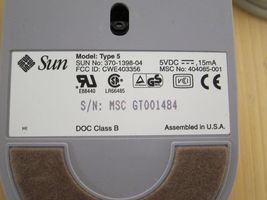 Sun
Model: Type 5
SUN No: 370-1398-04
FCC ID: CWE403356
5VDC ⎓ ,15mA
MSC No: 404065-001
E88440
LR66485
S/N: MSC GT001484
HI
DOC Class B
Assembled in U.S.A.